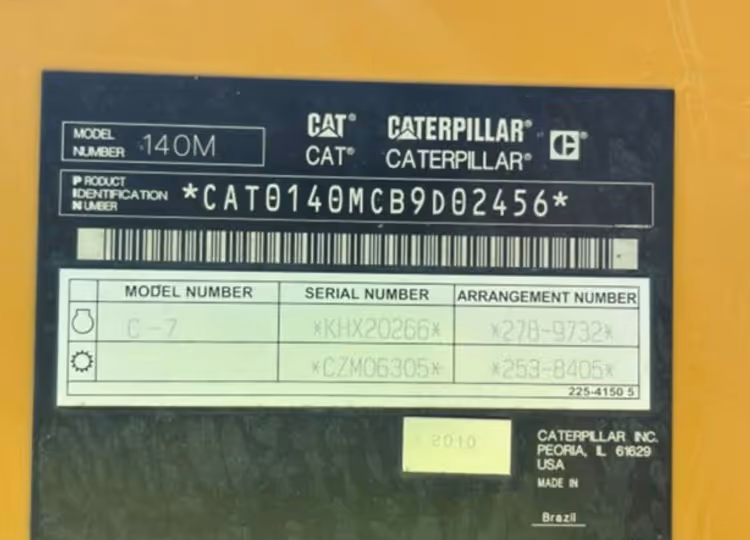 MODEL NUMBER 140M
CAT® CATERPILLAR®
CAT® CATERPILLAR®
PRODUCT IDENTIFICATION NUMBER *CAT0140MCB9D02456*
MODEL NUMBER SERIAL NUMBER ARRANGEMENT NUMBER
C-7 *KHX20266* *278-9732*
*CZM06305* *253-8405*
225-4150 5
2010
CATERPILLAR INC.
PEORIA, IL 61629
USA
MADE IN
Brazil